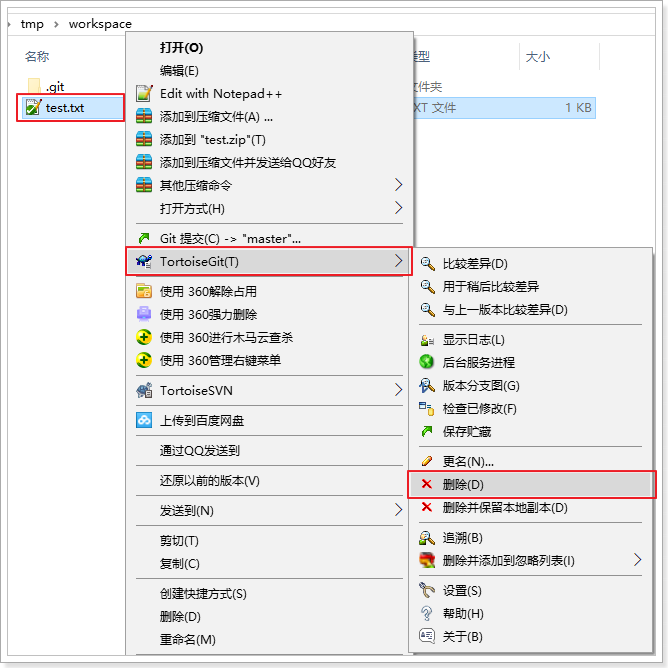 tmp › workspace
名称
类型
大小
.git
文件夹
test.txt
TXT 文件
1 KB
打开(O)
编辑(E)
Edit with Notepad++
添加到压缩文件(A) ...
添加到 "test.zip"(T)
添加到压缩文件并发送给QQ好友
其他压缩命令
打开方式(H)
Git 提交(C) -> "master"...
TortoiseGit(T)
使用 360解除占用
使用 360强力删除
使用 360进行木马云查杀
使用 360管理右键菜单
TortoiseSVN
上传到百度网盘
通过QQ发送到
还原以前的版本(V)
发送到(N)
剪切(T)
复制(C)
创建快捷方式(S)
删除(D)
重命名(M)
比较差异(D)
用于稍后比较差异
与上一版本比较差异(D)
显示日志(L)
后台服务进程
版本分支图(G)
检查已修改(F)
保存贮藏
更名(N)...
删除(D)
删除并保留本地副本(D)
追溯(B)
删除并添加到忽略列表(I)
设置(S)
帮助(H)
关于(B)